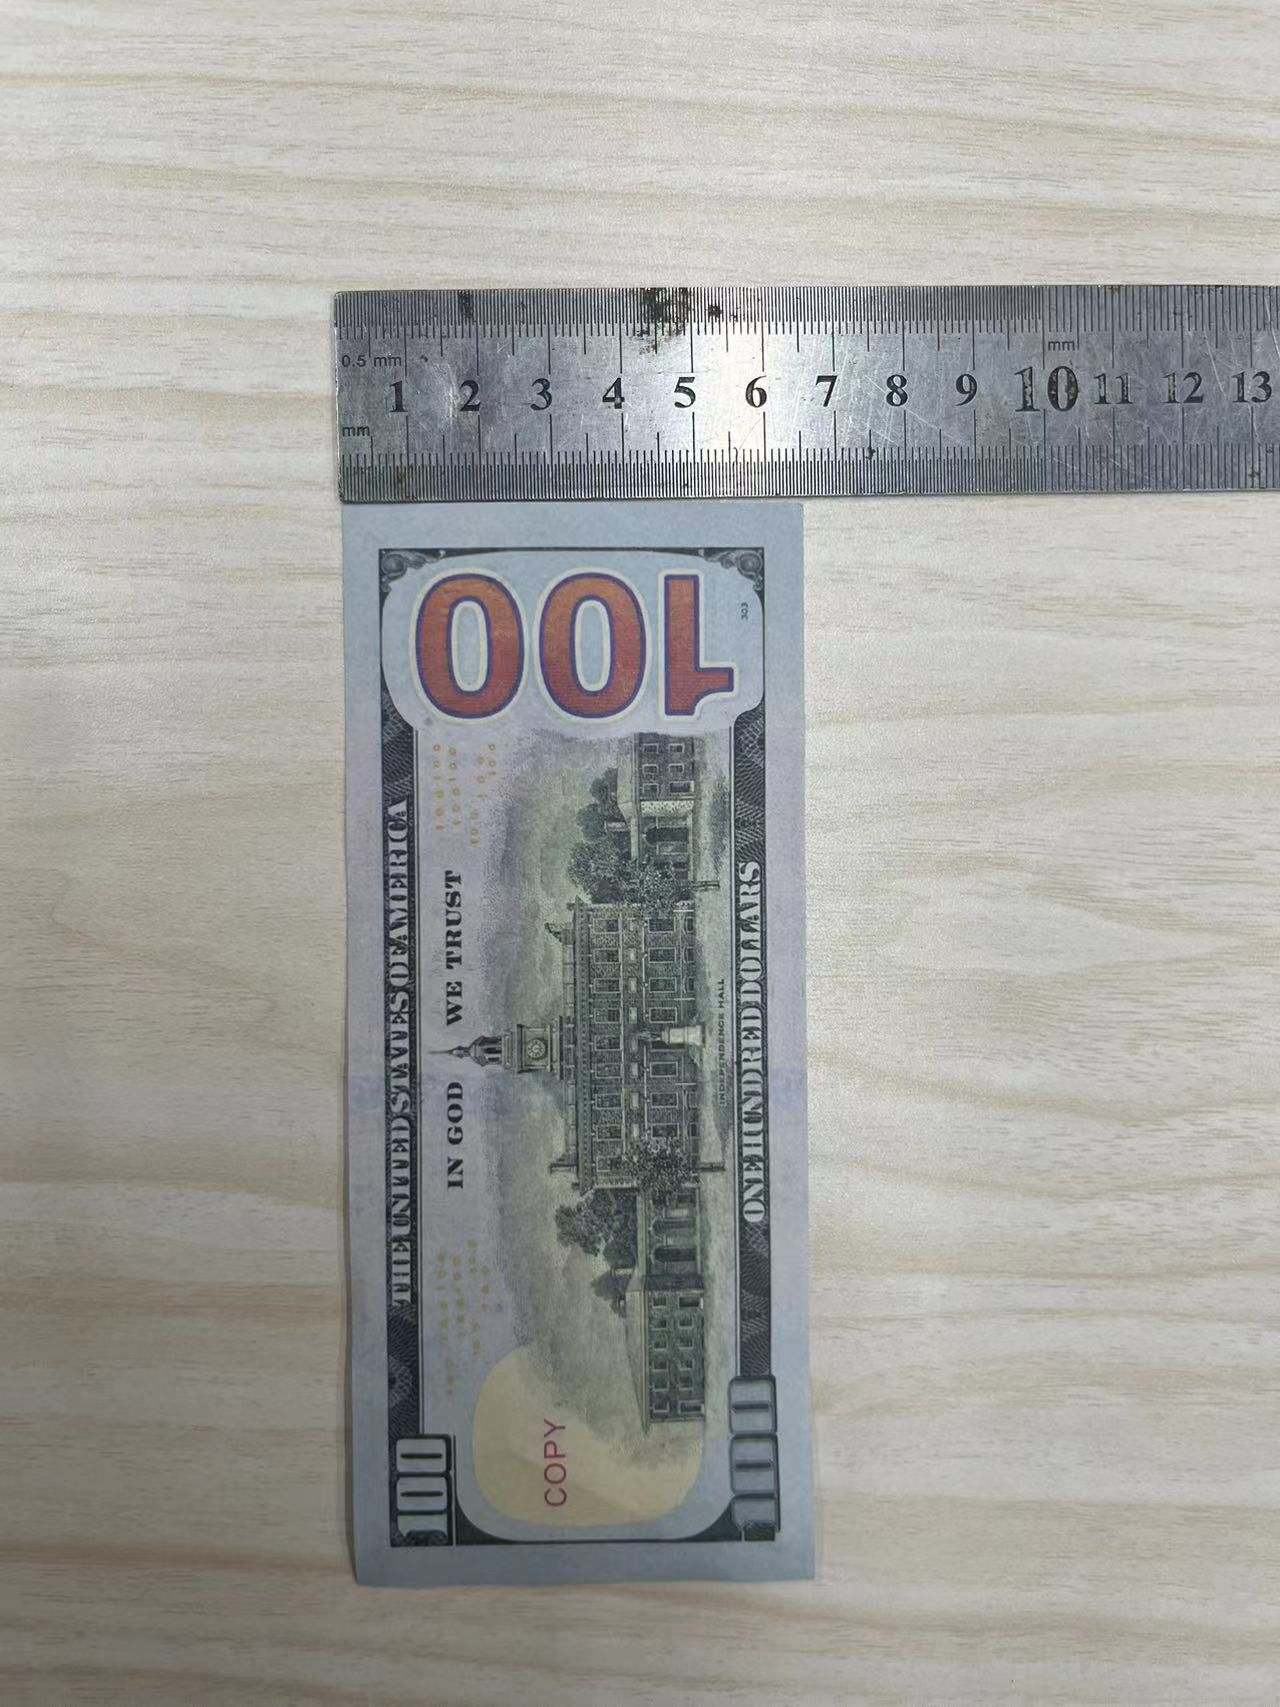 0.5 mm
mm
1 2 3 4 5 6 7 8 9 10 11 12 13
mm
100
303
THE UNITED STATES OF AMERICA
IN GOD WE TRUST
INDEPENDENCE HALL
ONE HUNDRED DOLLARS
COPY
100
100